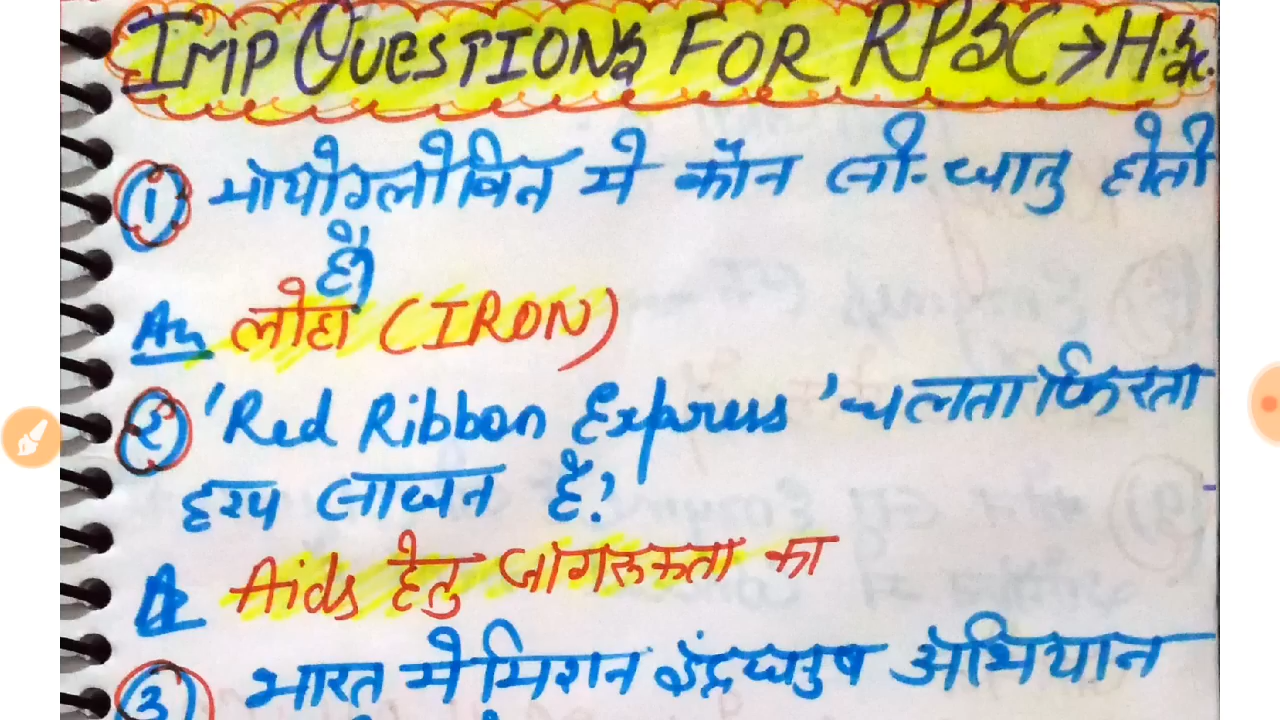 IMP QUESTIONS FOR RPSC → H.Sc.
① मायोग्लोबिन मे कौन सी धातु होती
है।
An लोहा (IRON)
② 'Red Ribbon Express' चलता फिरता
दृश्य साधन है?
A Aids हेतु जागरूकता का
③ भारत मे मिशन इंद्रधनुष अभियान